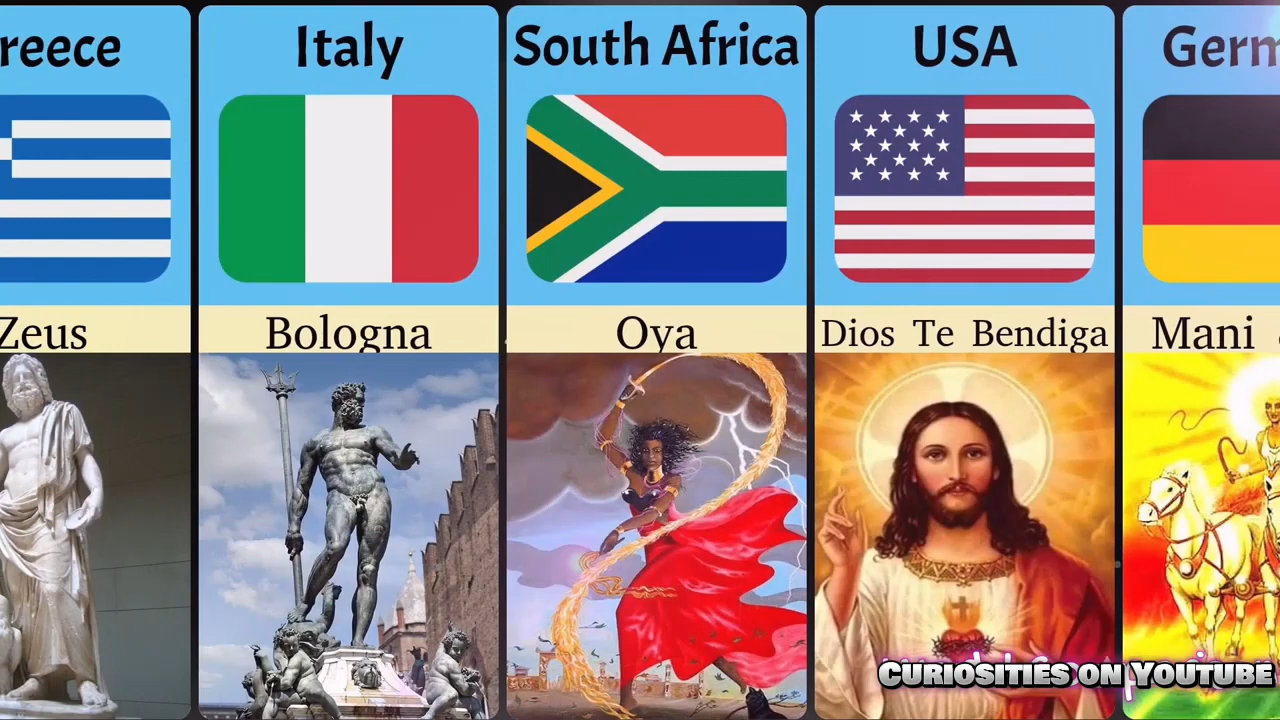 reece
Italy
South Africa
USA
Germ
Zeus
Bologna
Oya
Dios Te Bendiga
Mani
Curiosities on Youtube